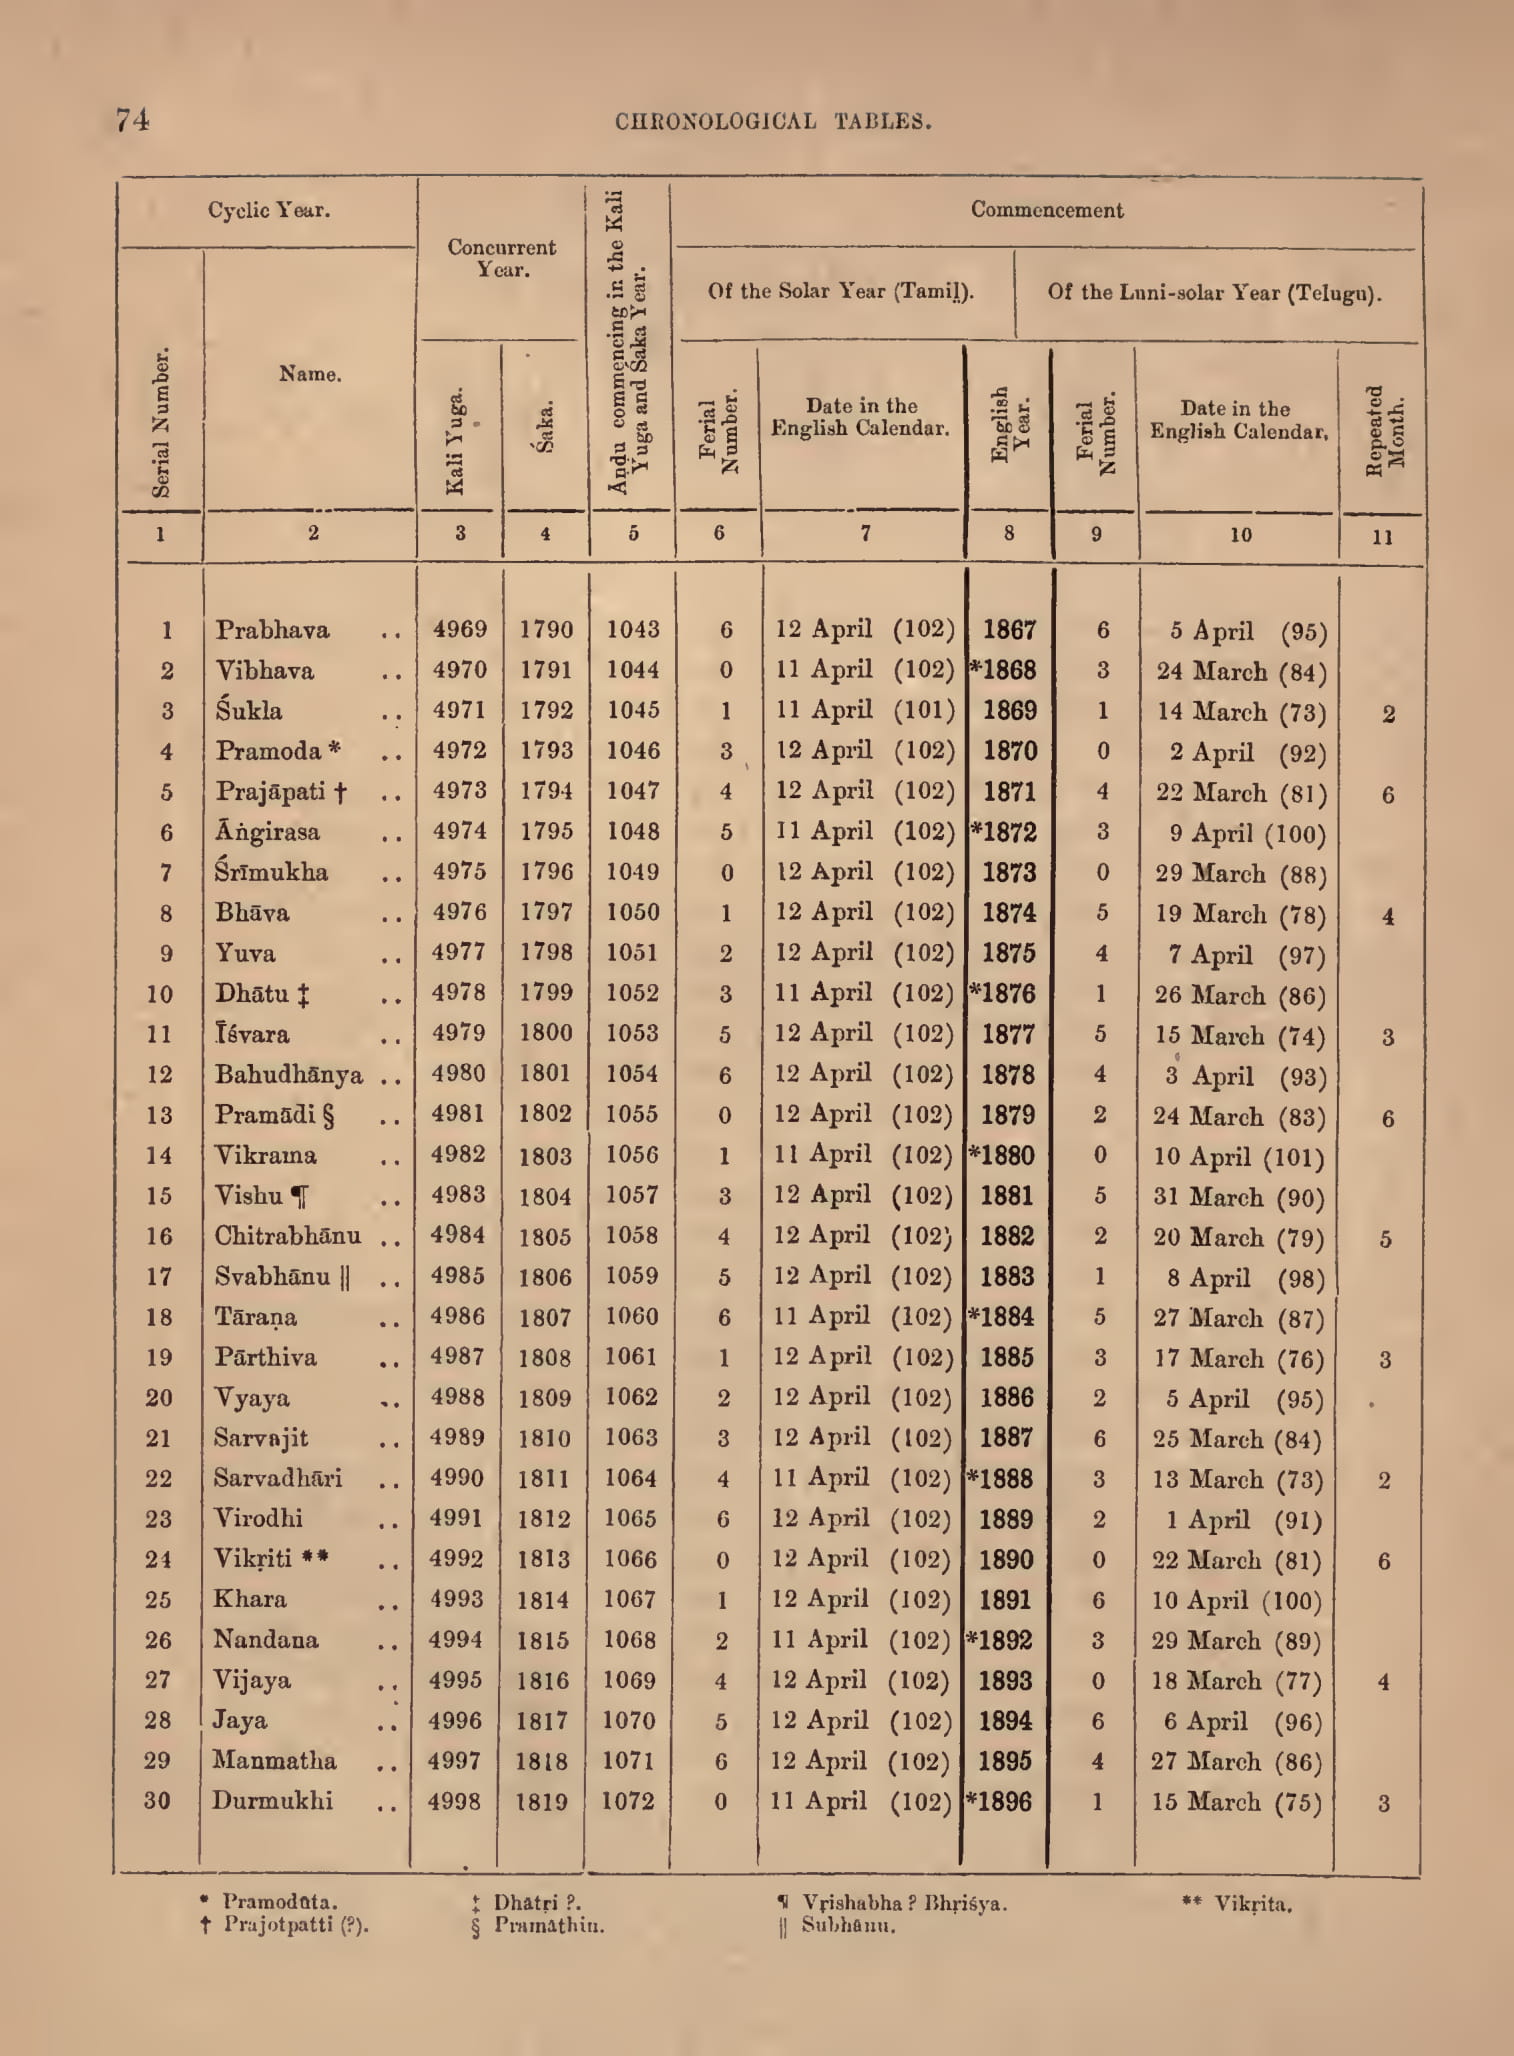 74
CHRONOLOGICAL TABLES.
Cyclic Year.
Concurrent
Year.
Āṇḍu commencing in the Kali
Yuga and Śaka Year.
Commencement
Of the Solar Year (Tamiḷ).
Of the Luni-solar Year (Telugu).
Serial Number.
Name.
Kali Yuga.
Śaka.
Ferial
Number.
Date in the
English Calendar.
English
Year.
Ferial
Number.
Date in the
English Calendar.
Repeated
Month.
1 2 3 4 5 6 7 8 9 10 11
1 Prabhava .. 4969 1790 1043 6 12 April (102) 1867 6 5 April (95)
2 Vibhava .. 4970 1791 1044 0 11 April (102) *1868 3 24 March (84)
3 Śukla .. 4971 1792 1045 1 11 April (101) 1869 1 14 March (73) 2
4 Pramoda * .. 4972 1793 1046 3 12 April (102) 1870 0 2 April (92)
5 Prajāpati † .. 4973 1794 1047 4 12 April (102) 1871 4 22 March (81) 6
6 Āṅgirasa .. 4974 1795 1048 5 11 April (102) *1872 3 9 April (100)
7 Śrīmukha .. 4975 1796 1049 0 12 April (102) 1873 0 29 March (88)
8 Bhāva .. 4976 1797 1050 1 12 April (102) 1874 5 19 March (78) 4
9 Yuva .. 4977 1798 1051 2 12 April (102) 1875 4 7 April (97)
10 Dhātu ‡ .. 4978 1799 1052 3 11 April (102) *1876 1 26 March (86)
11 Īśvara .. 4979 1800 1053 5 12 April (102) 1877 5 15 March (74) 3
12 Bahudhānya .. 4980 1801 1054 6 12 April (102) 1878 4 3 April (93)
13 Pramādi § .. 4981 1802 1055 0 12 April (102) 1879 2 24 March (83) 6
14 Vikrama .. 4982 1803 1056 1 11 April (102) *1880 0 10 April (101)
15 Vishu ¶ .. 4983 1804 1057 3 12 April (102) 1881 5 31 March (90)
16 Chitrabhānu .. 4984 1805 1058 4 12 April (102) 1882 2 20 March (79) 5
17 Svabhānu || .. 4985 1806 1059 5 12 April (102) 1883 1 8 April (98)
18 Tāraṇa .. 4986 1807 1060 6 11 April (102) *1884 5 27 March (87)
19 Pārthiva .. 4987 1808 1061 1 12 April (102) 1885 3 17 March (76) 3
20 Vyaya .. 4988 1809 1062 2 12 April (102) 1886 2 5 April (95)
21 Sarvajit .. 4989 1810 1063 3 12 April (102) 1887 6 25 March (84)
22 Sarvadhāri .. 4990 1811 1064 4 11 April (102) *1888 3 13 March (73) 2
23 Virodhi .. 4991 1812 1065 6 12 April (102) 1889 2 1 April (91)
24 Vikṛiti ** .. 4992 1813 1066 0 12 April (102) 1890 0 22 March (81) 6
25 Khara .. 4993 1814 1067 1 12 April (102) 1891 6 10 April (100)
26 Nandana .. 4994 1815 1068 2 11 April (102) *1892 3 29 March (89)
27 Vijaya .. 4995 1816 1069 4 12 April (102) 1893 0 18 March (77) 4
28 Jaya .. 4996 1817 1070 5 12 April (102) 1894 6 6 April (96)
29 Manmatha .. 4997 1818 1071 6 12 April (102) 1895 4 27 March (86)
30 Durmukhi .. 4998 1819 1072 0 11 April (102) *1896 1 15 March (75) 3
* Pramodūta. ‡ Dhātṛi ?. ¶ Vṛishabha ? Bhṛiśya. ** Vikṛita.
† Prajotpatti (?). § Pramāthin. || Subhānu.